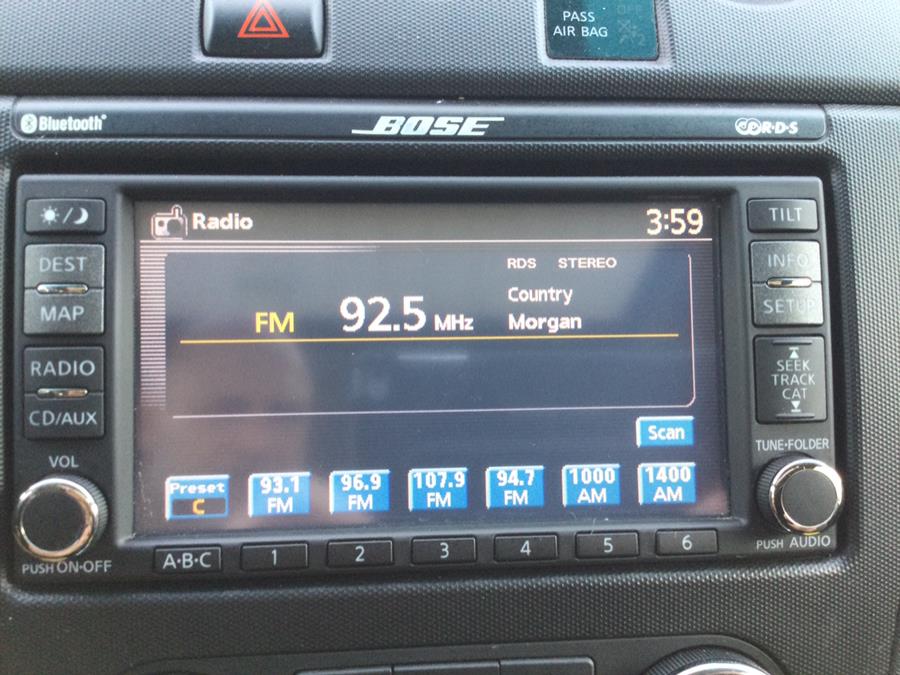 PASS
AIR BAG
OFF
Bluetooth
BOSE
R·D·S
Radio
3:59
TILT
DEST
INFO
MAP
SETUP
RDS STEREO
Country
FM 92.5 MHz
Morgan
RADIO
SEEK
TRACK
CAT
CD/AUX
Scan
VOL
TUNE·FOLDER
Preset
C
93.1
FM
96.9
FM
107.9
FM
94.7
FM
1000
AM
1400
AM
PUSH ON·OFF
A·B·C
1
2
3
4
5
6
PUSH AUDIO